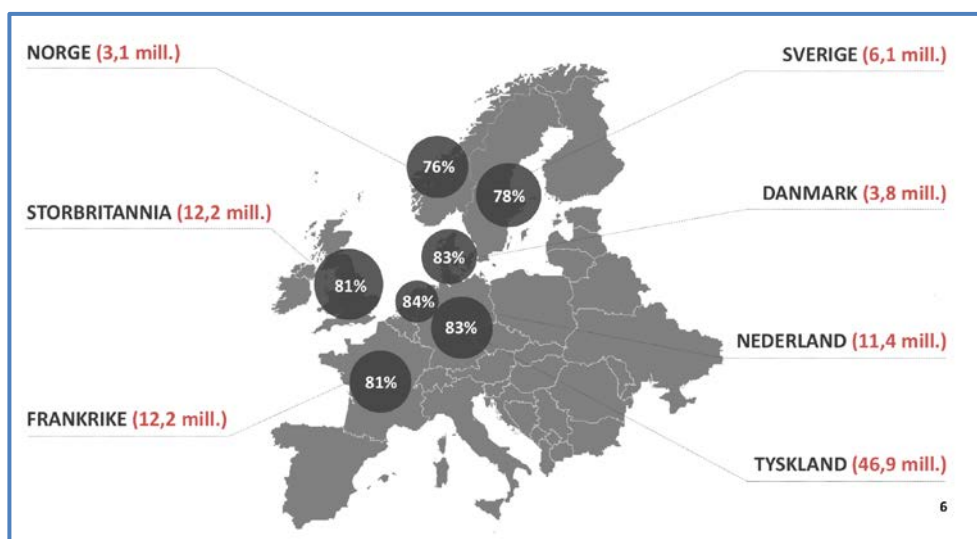 NORGE (3,1 mill.)
SVERIGE (6,1 mill.)
76%
78%
STORBRITANNIA (12,2 mill.)
DANMARK (3,8 mill.)
83%
81%
84%
83%
NEDERLAND (11,4 mill.)
81%
FRANKRIKE (12,2 mill.)
TYSKLAND (46,9 mill.)
6